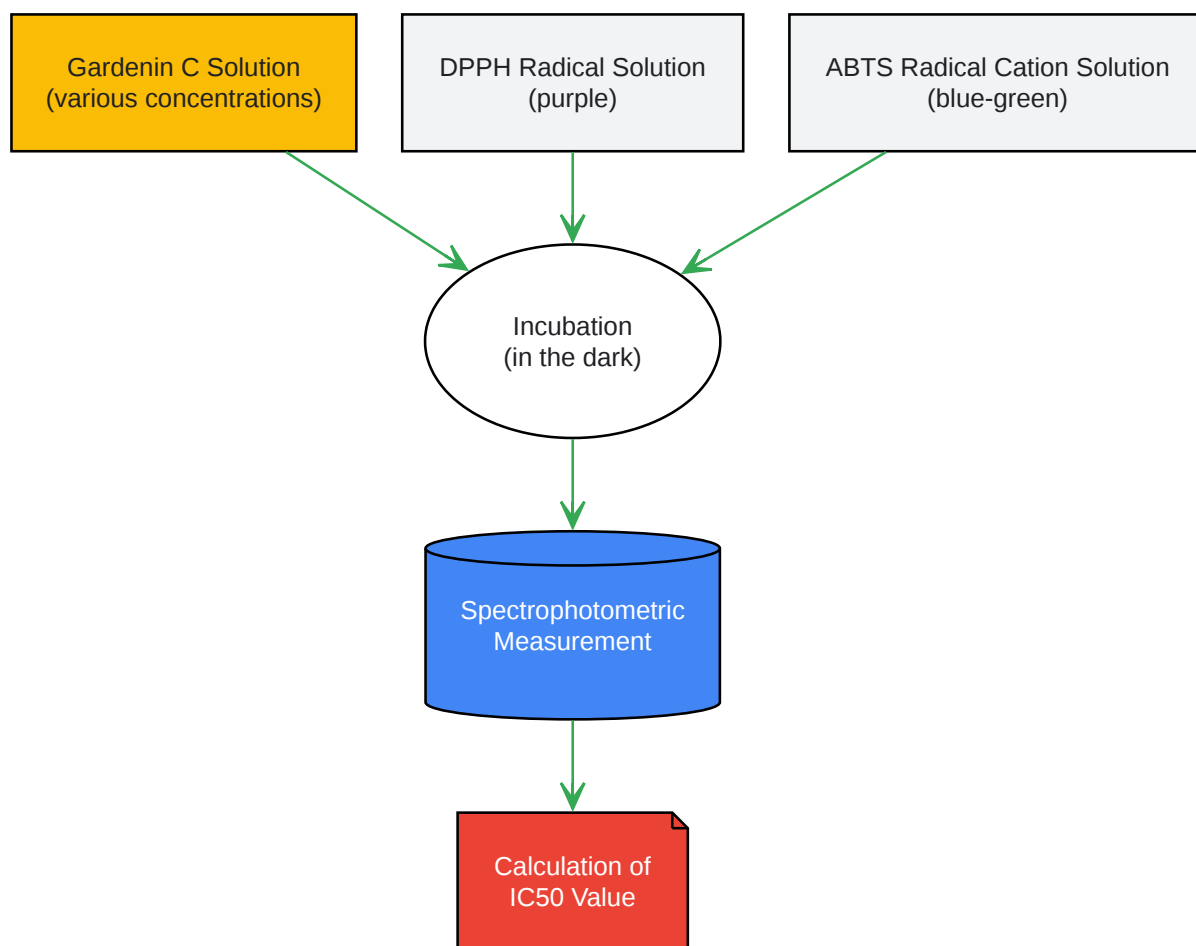 Gardenin C Solution
(various concentrations)
DPPH Radical Solution
(purple)
ABTS Radical Cation Solution
(blue-green)
Incubation
(in the dark)
Spectrophotometric
Measurement
Calculation of
IC50 Value